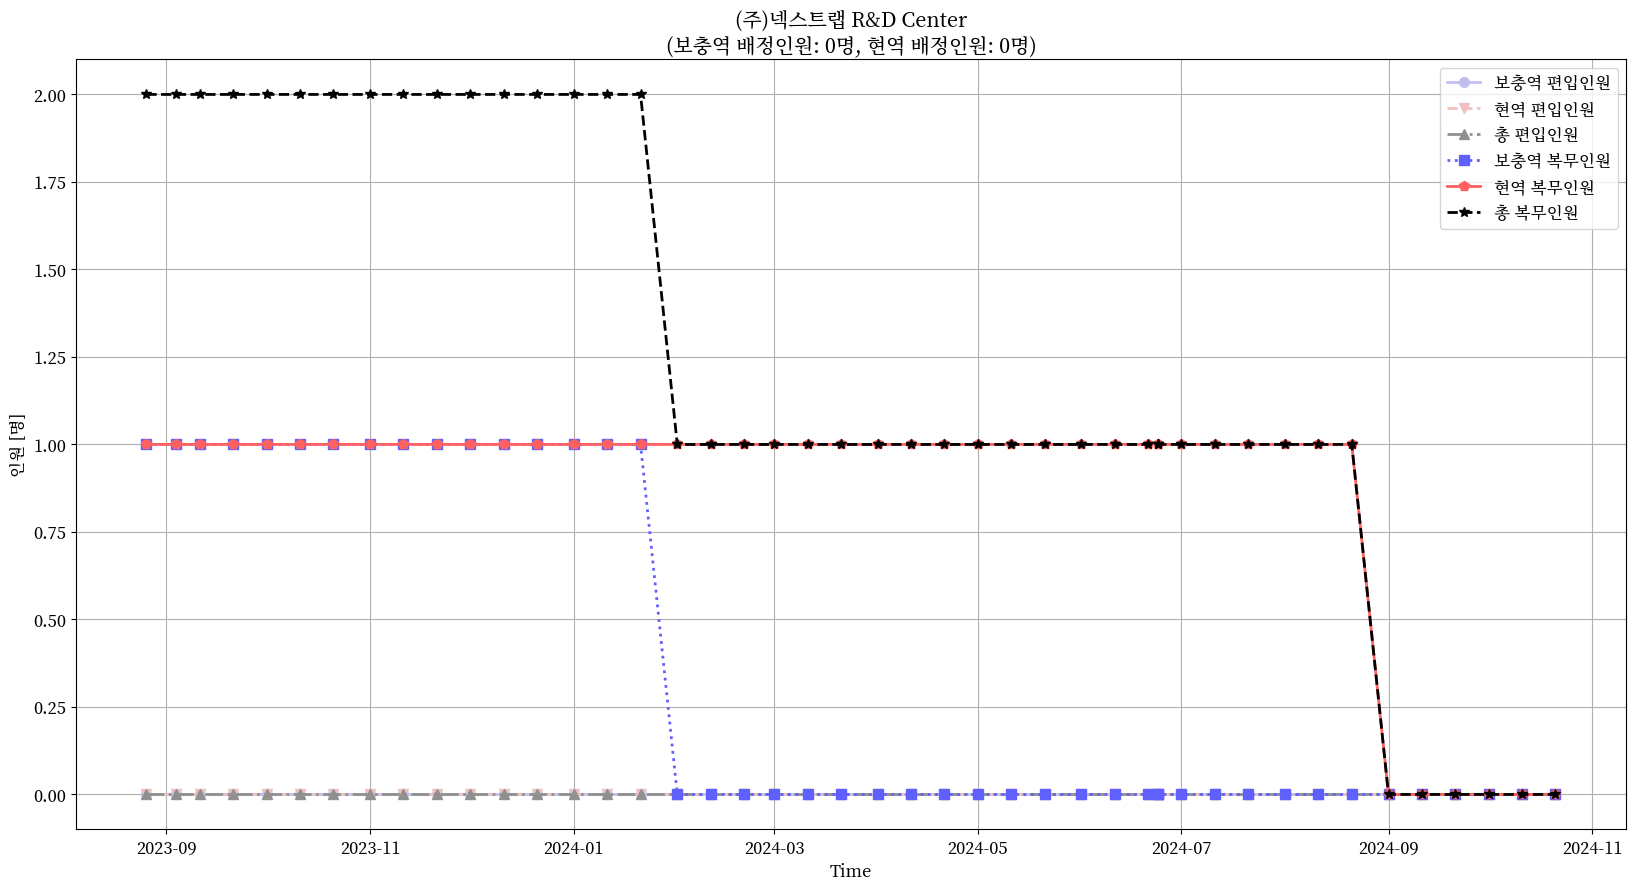 (주)넥스트랩 R&D Center
(보충역 배정인원: 0명, 현역 배정인원: 0명)
보충역 편입인원
현역 편입인원
총 편입인원
보충역 복무인원
현역 복무인원
총 복무인원
인원 [명]
2.00
1.75
1.50
1.25
1.00
0.75
0.50
0.25
0.00
2023-09
2023-11
2024-01
2024-03
2024-05
2024-07
2024-09
2024-11
Time